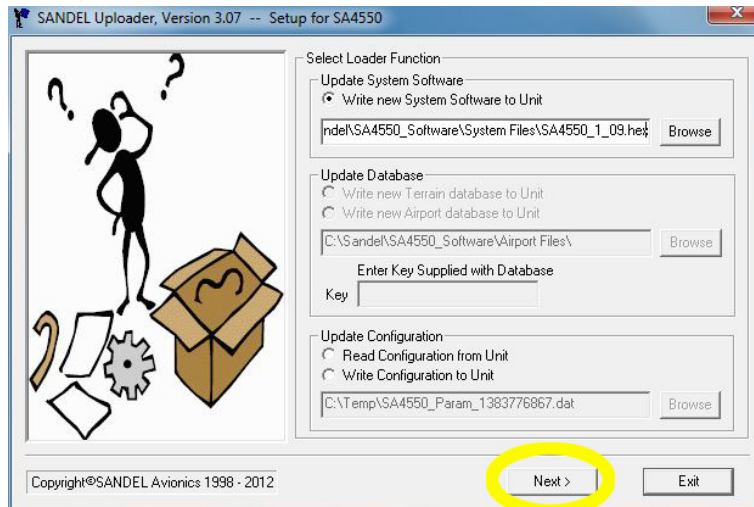 SANDEL Uploader, Version 3.07 -- Setup for SA4550
Select Loader Function
Update System Software
Write new System Software to Unit
ndel\SA4550_Software\System Files\SA4550_1_09.hex
Browse
Update Database
Write new Terrain database to Unit
Write new Airport database to Unit
C:\Sandel\SA4550_Software\Airport Files\
Browse
Enter Key Supplied with Database
Key
Update Configuration
Read Configuration from Unit
Write Configuration to Unit
C:\Temp\SA4550_Param_1383776867.dat
Browse
Copyright©SANDEL Avionics 1998 - 2012
Next >
Exit